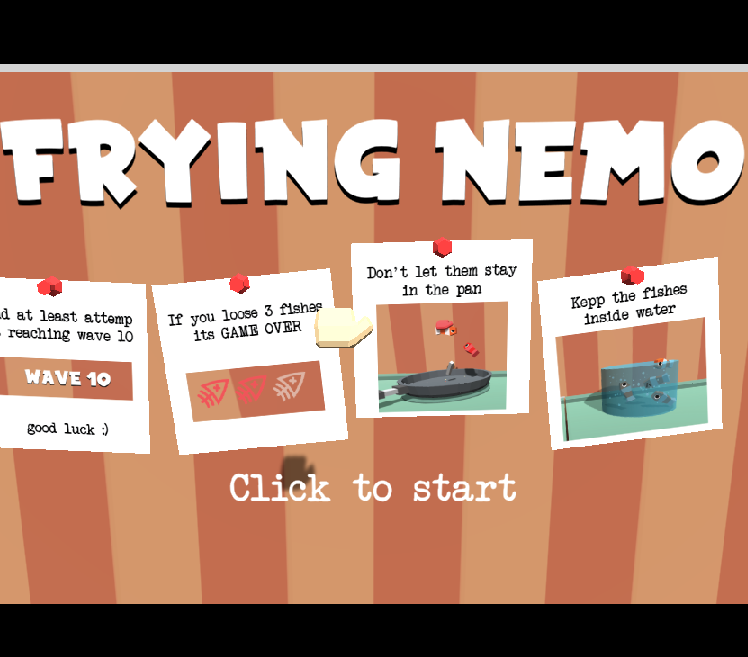 FRYING NEMO
at least attemp
reaching wave 10
WAVE 10
good luck :)
If you loose 3 fishes
its GAME OVER
Don't let them stay
in the pan
Kepp the fishes
inside water
Click to start